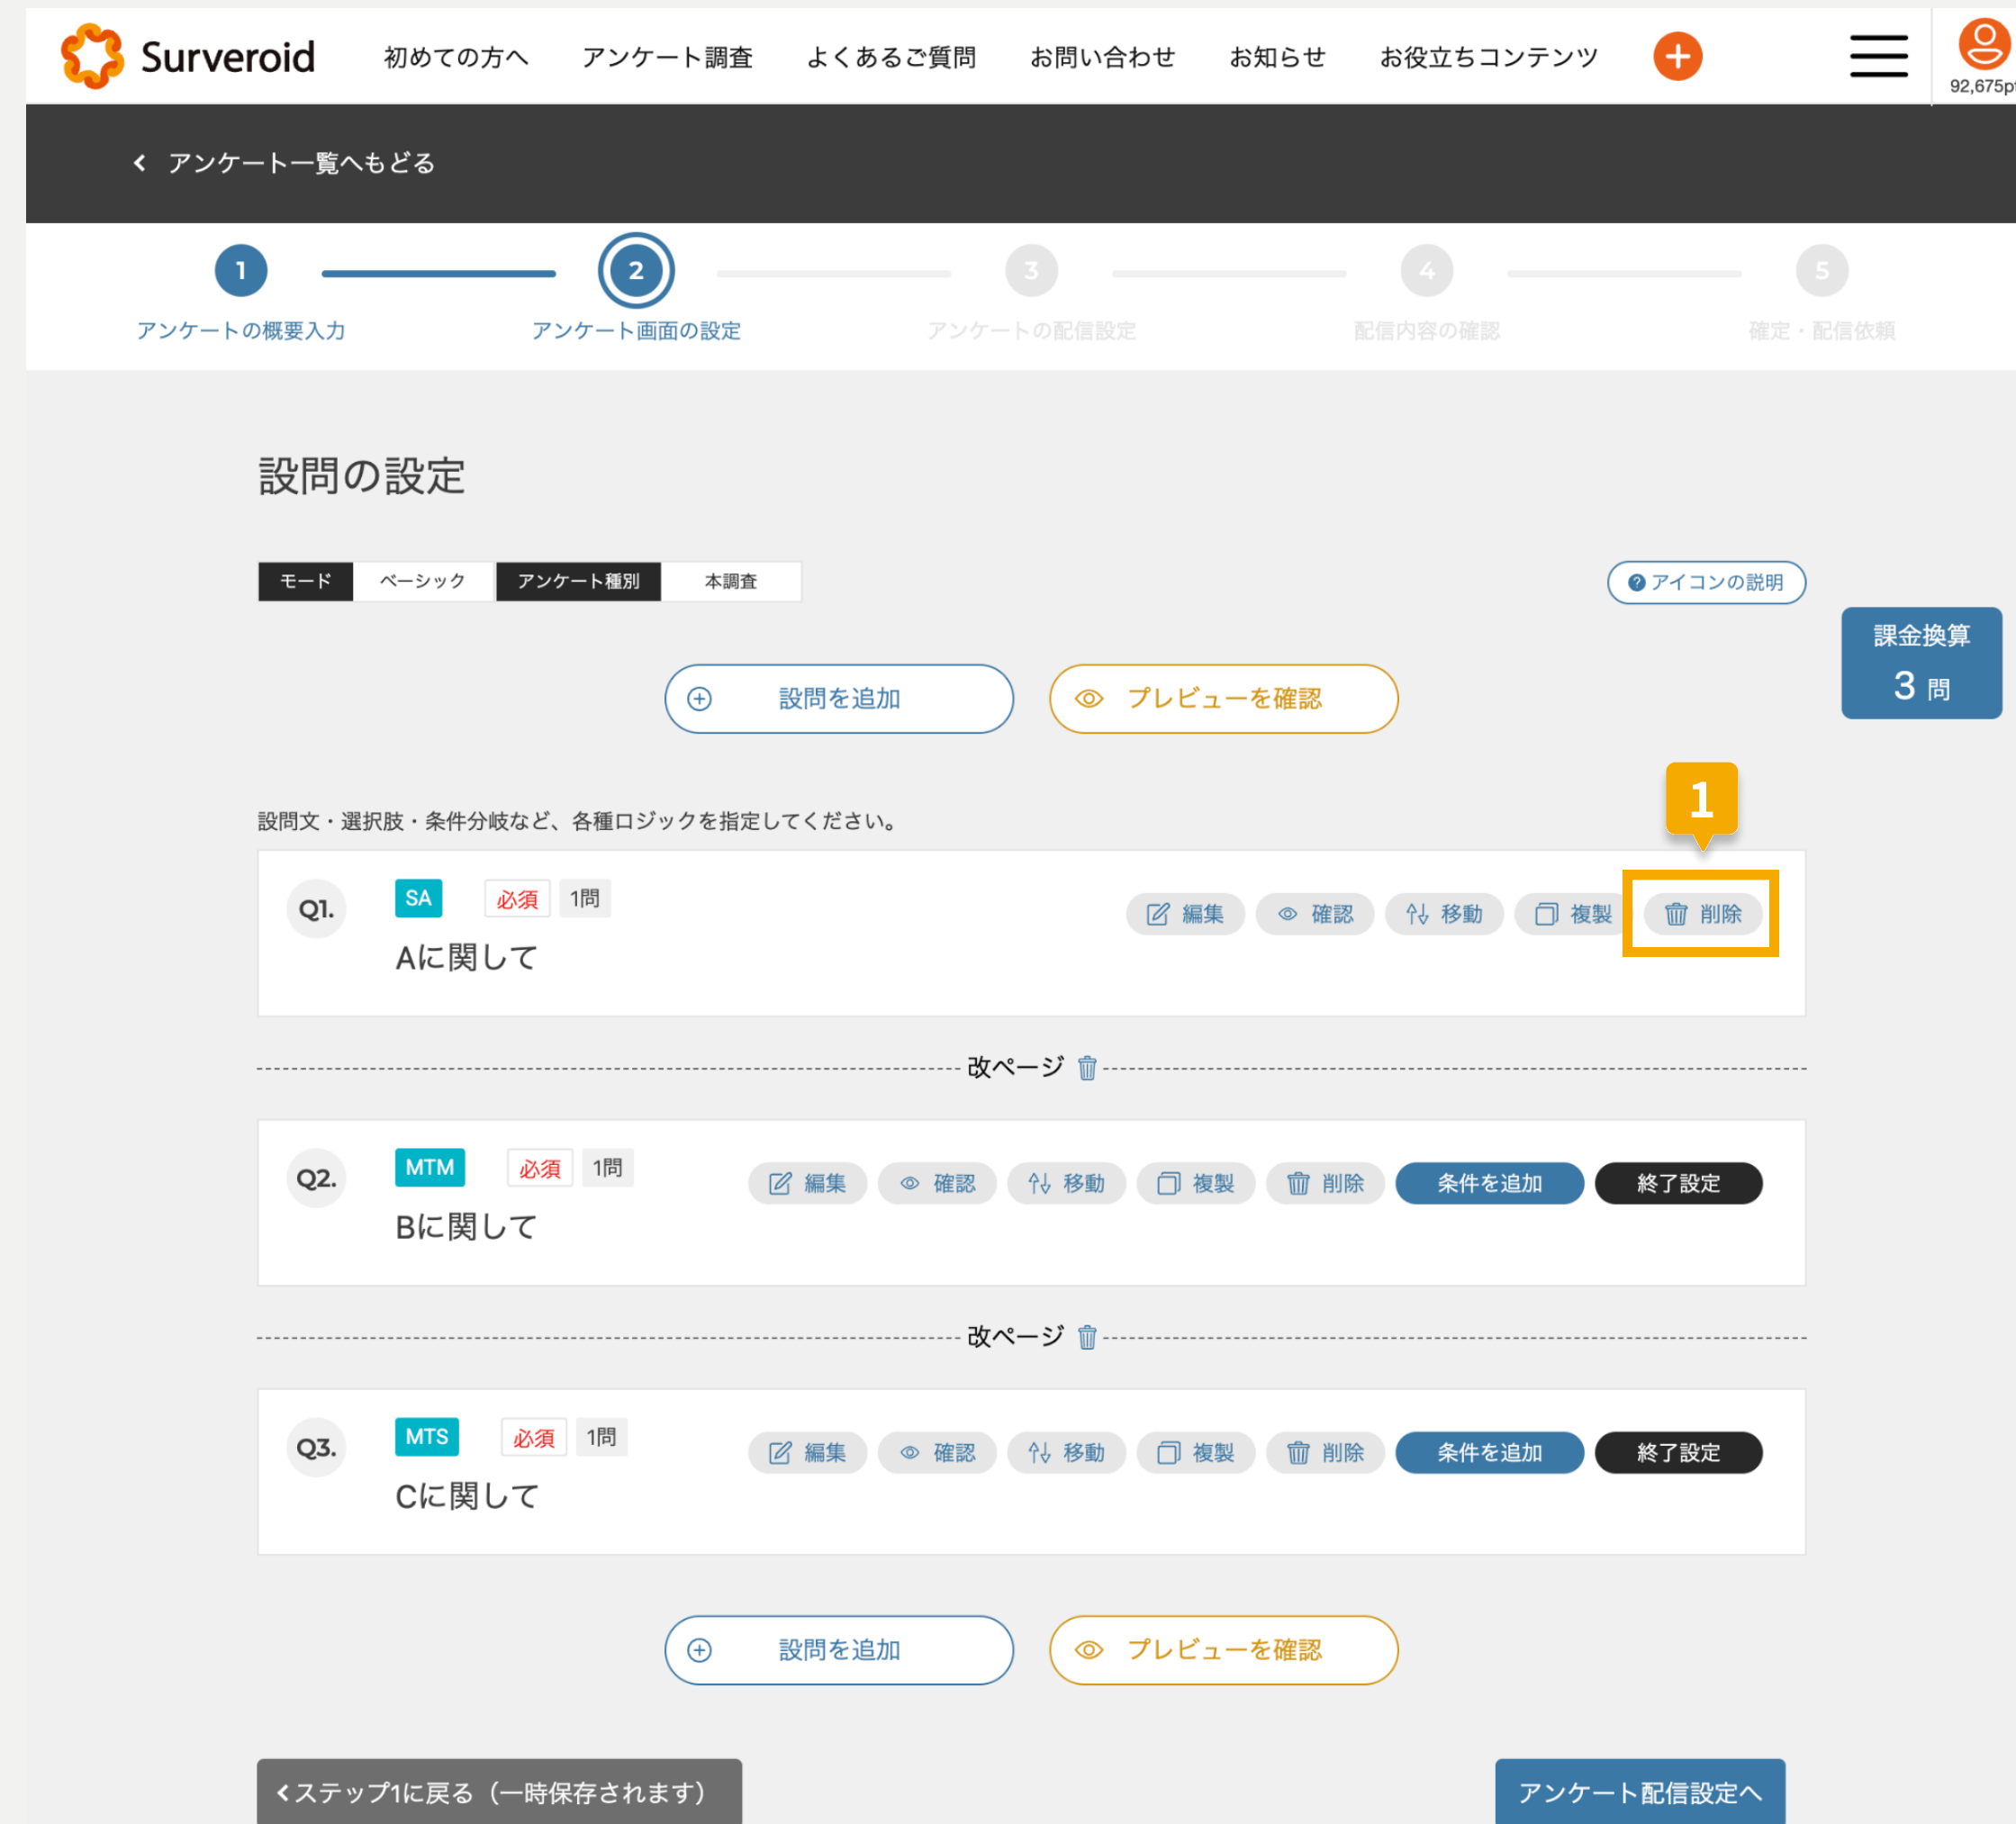 Surveroid 初めての方へ アンケート調査 よくあるご質問 お問い合わせ お知らせ お役立ちコンテンツ
92,675pt
アンケート一覧へもどる
1 2 3 4 5
アンケートの概要入力 アンケート画面の設定 アンケートの配信設定 配信内容の確認 確定・配信依頼
設問の設定
モード ベーシック アンケート種別 本調査 アイコンの説明
課金換算
3 問
設問を追加 プレビューを確認
1
設問文・選択肢・条件分岐など、各種ロジックを指定してください。
Q1. SA 必須 1問 編集 確認 移動 複製 削除
Aに関して
改ページ
Q2. MTM 必須 1問 編集 確認 移動 複製 削除 条件を追加 終了設定
Bに関して
改ページ
Q3. MTS 必須 1問 編集 確認 移動 複製 削除 条件を追加 終了設定
Cに関して
設問を追加 プレビューを確認
ステップ1に戻る（一時保存されます） アンケート配信設定へ